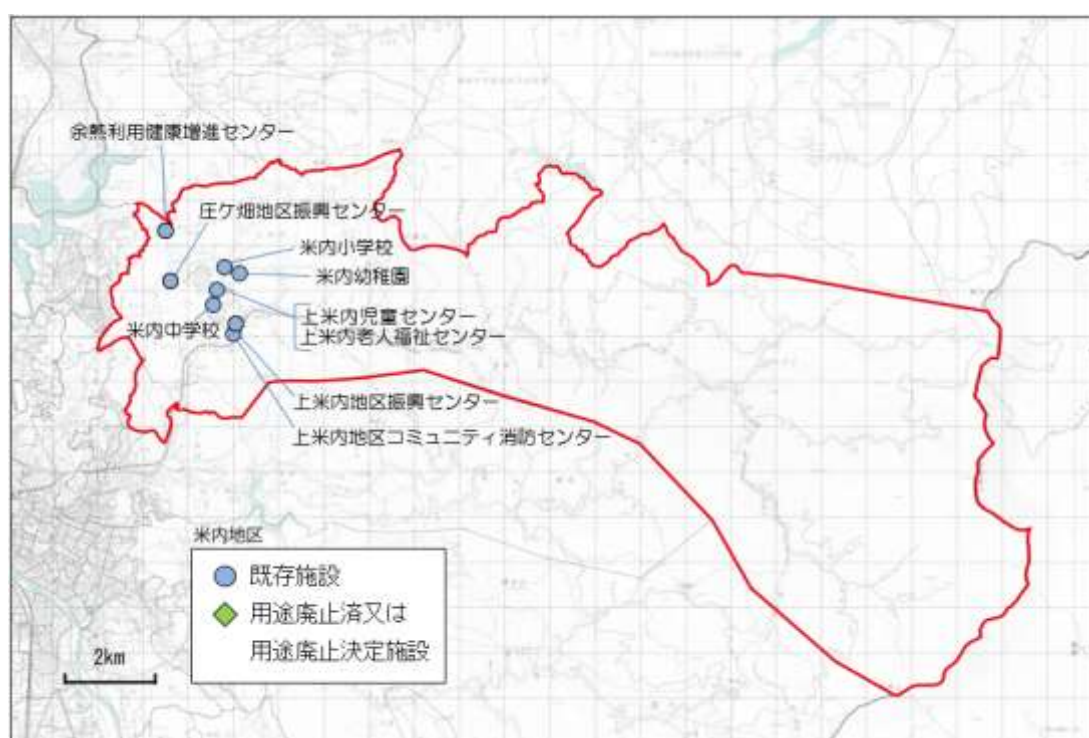 余熱利用健康増進センター
庄ケ畑地区振興センター
米内小学校
米内幼稚園
上米内児童センター
米内中学校
上米内老人福祉センター
上米内地区振興センター
上米内地区コミュニティ消防センター
米内地区
既存施設
用途廃止済又は
用途廃止決定施設
2km